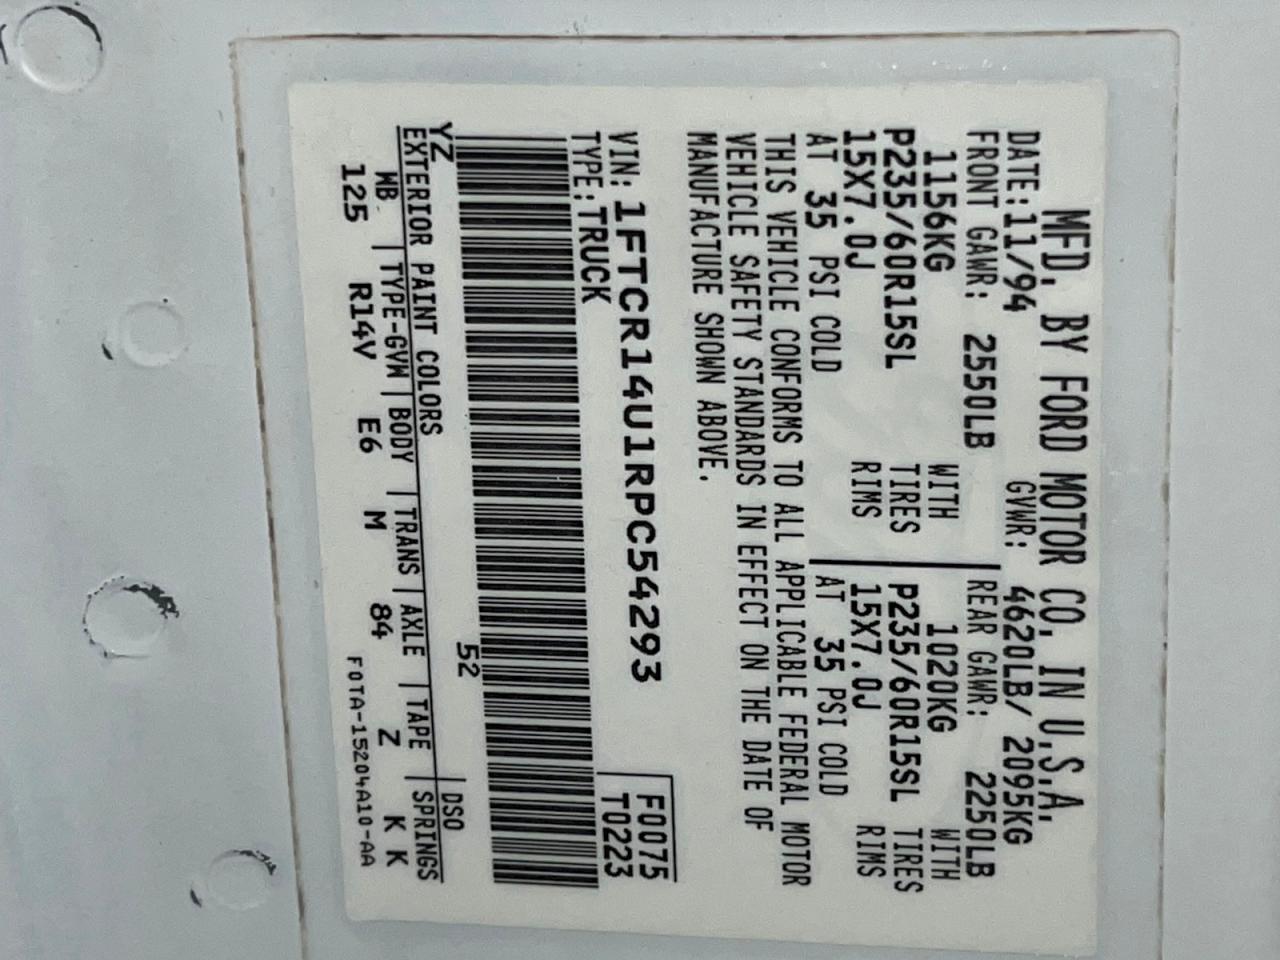 MFD. BY FORD MOTOR CO. IN U.S.A.
DATE:11/94 GVWR: 4620LB/ 2095KG
FRONT GAWR: 2550LB REAR GAWR: 2250LB
1156KG WITH 1020KG WITH
P235/60R15SL TIRES P235/60R15SL TIRES
15X7.0J RIMS 15X7.0J RIMS
AT 35 PSI COLD AT 35 PSI COLD
THIS VEHICLE CONFORMS TO ALL APPLICABLE FEDERAL MOTOR
VEHICLE SAFETY STANDARDS IN EFFECT ON THE DATE OF
MANUFACTURE SHOWN ABOVE.
VIN: 1FTCR14U1RPC54293 F0075
TYPE:TRUCK T0223
YZ 52 DSO
EXTERIOR PAINT COLORS
WB | TYPE-GVW | BODY | TRANS | AXLE | TAPE | SPRINGS
125 R14V E6 M 84 Z K K
F0TA-15204A10-AA